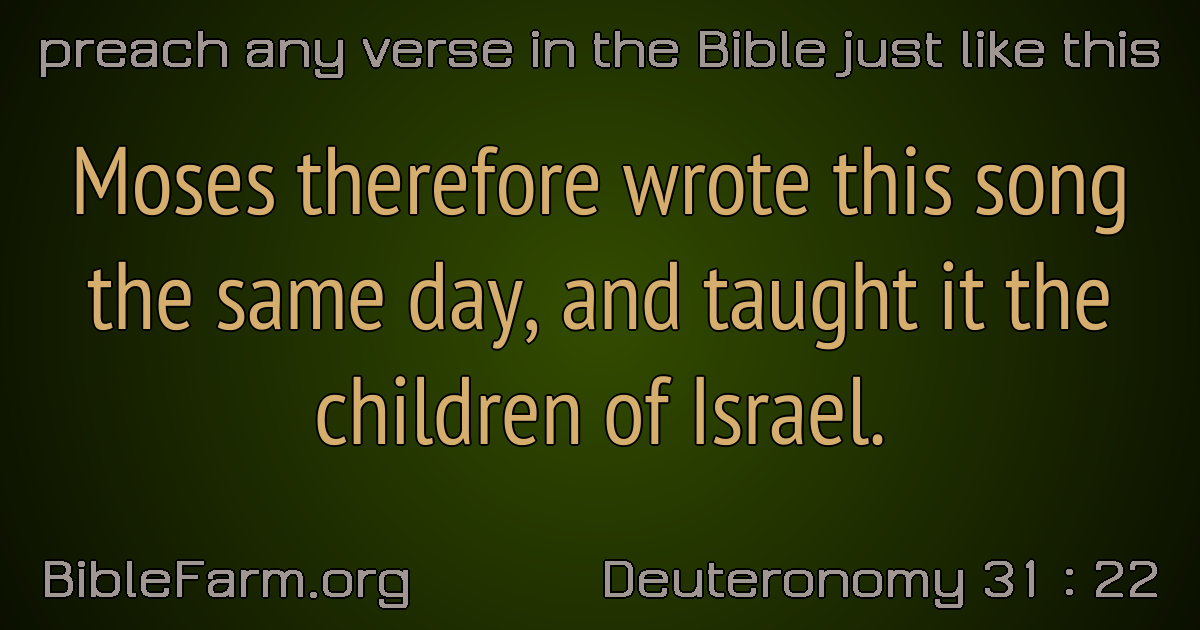 preach any verse in the Bible just like this
Moses therefore wrote this song
the same day, and taught it the
children of Israel.
BibleFarm.org
Deuteronomy 31 : 22